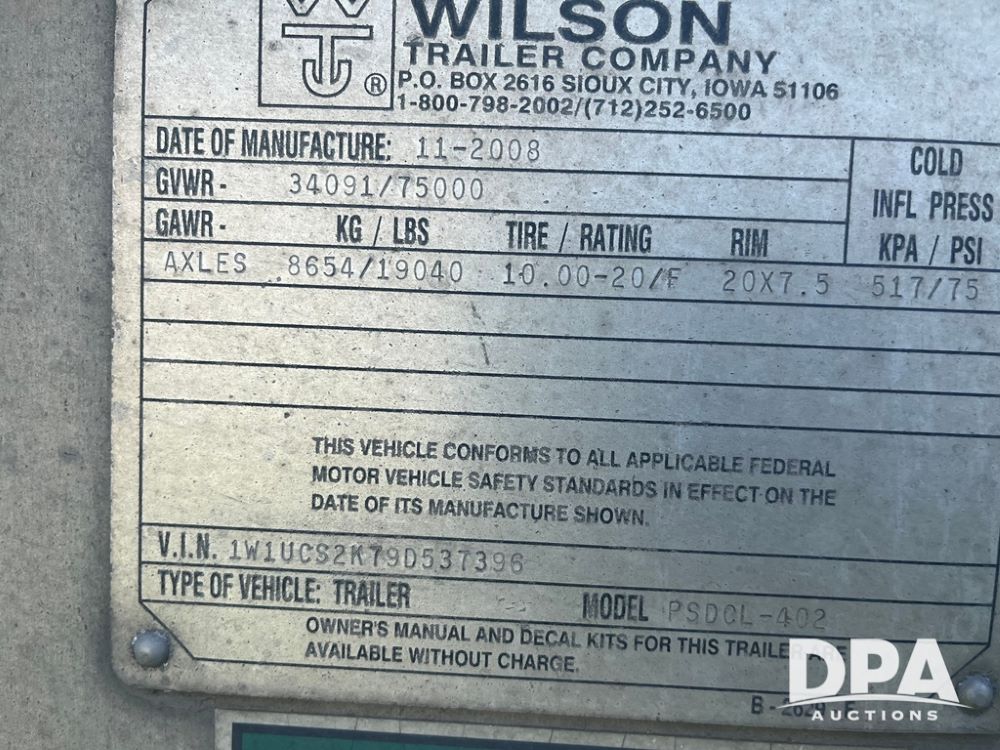 WILSON
TRAILER COMPANY
P.O. BOX 2616 SIOUX CITY, IOWA 51106
1-800-798-2002/(712)252-6500
DATE OF MANUFACTURE: 11-2008
COLD
INFL PRESS
GVWR- 34091/75000
GAWR- KG / LBS TIRE / RATING RIM KPA / PSI
AXLES 8654/19040 10.00-20/F 20X7.5 517/75
THIS VEHICLE CONFORMS TO ALL APPLICABLE FEDERAL
MOTOR VEHICLE SAFETY STANDARDS IN EFFECT ON THE
DATE OF ITS MANUFACTURE SHOWN.
V.I.N. 1W1UCS2K79D537396
TYPE OF VEHICLE: TRAILER MODEL PSDCL-402
OWNER'S MANUAL AND DECAL KITS FOR THIS TRAILER ARE
AVAILABLE WITHOUT CHARGE.
DPA
AUCTIONS